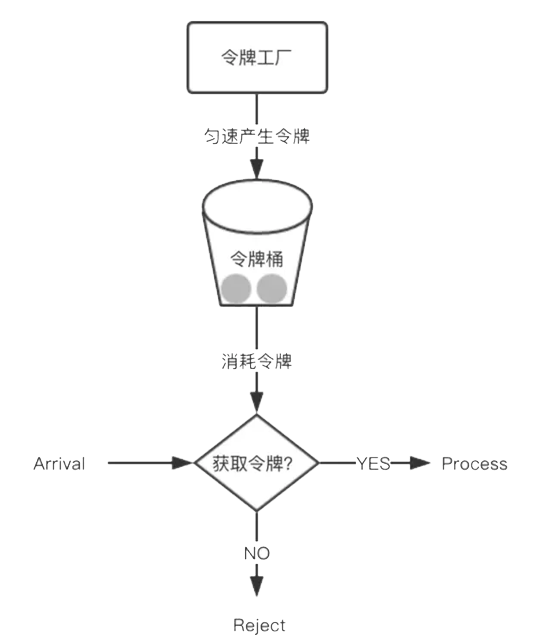 令牌工厂
匀速产生令牌
令牌桶
消耗令牌
Arrival
获取令牌?
YES
Process
NO
Reject